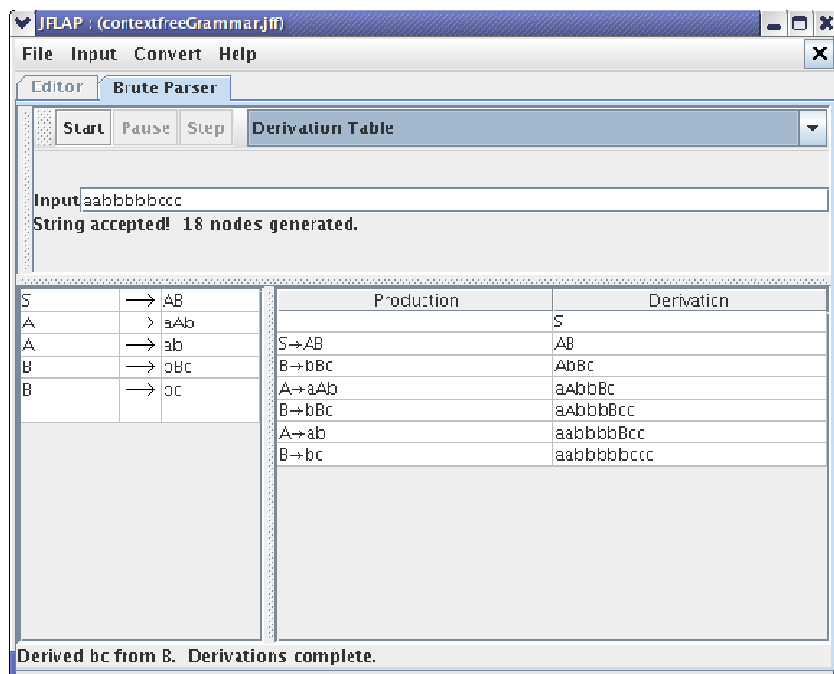 JFLAP : (contextfreeGrammar.jff)
File Input Convert Help
Editor Brute Parser
Start Pause Step Derivation Table
Input aabbbbbccc
String accepted! 18 nodes generated.
S → AB
A → aAb
A → ab
B → bBc
B → bc
Production Derivation
S
S→AB AB
B→bBc AbBc
A→aAb aAbbBc
B→bBc aAbbbBcc
A→ab aabbbbBcc
B→bc aabbbbbccc
Derived bc from B. Derivations complete.